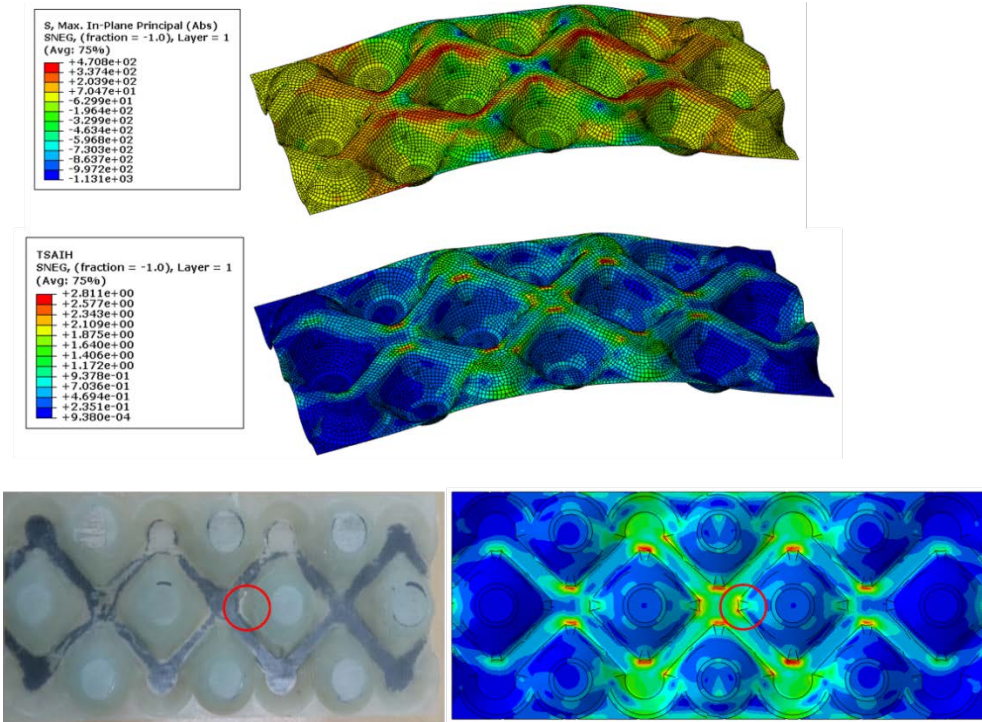 S, Max. In-Plane Principal (Abs)
SNEG, (fraction = -1.0), Layer = 1
(Avg: 75%)
+4.708e+02
+3.374e+02
+2.039e+02
+7.047e+01
-6.299e+01
-1.964e+02
-3.299e+02
-4.634e+02
-5.968e+02
-7.303e+02
-8.637e+02
-9.972e+02
-1.131e+03
TSAIH
SNEG, (fraction = -1.0), Layer = 1
(Avg: 75%)
+2.811e+00
+2.577e+00
+2.343e+00
+2.109e+00
+1.875e+00
+1.640e+00
+1.406e+00
+1.172e+00
+9.378e-01
+7.036e-01
+4.694e-01
+2.351e-01
+9.380e-04